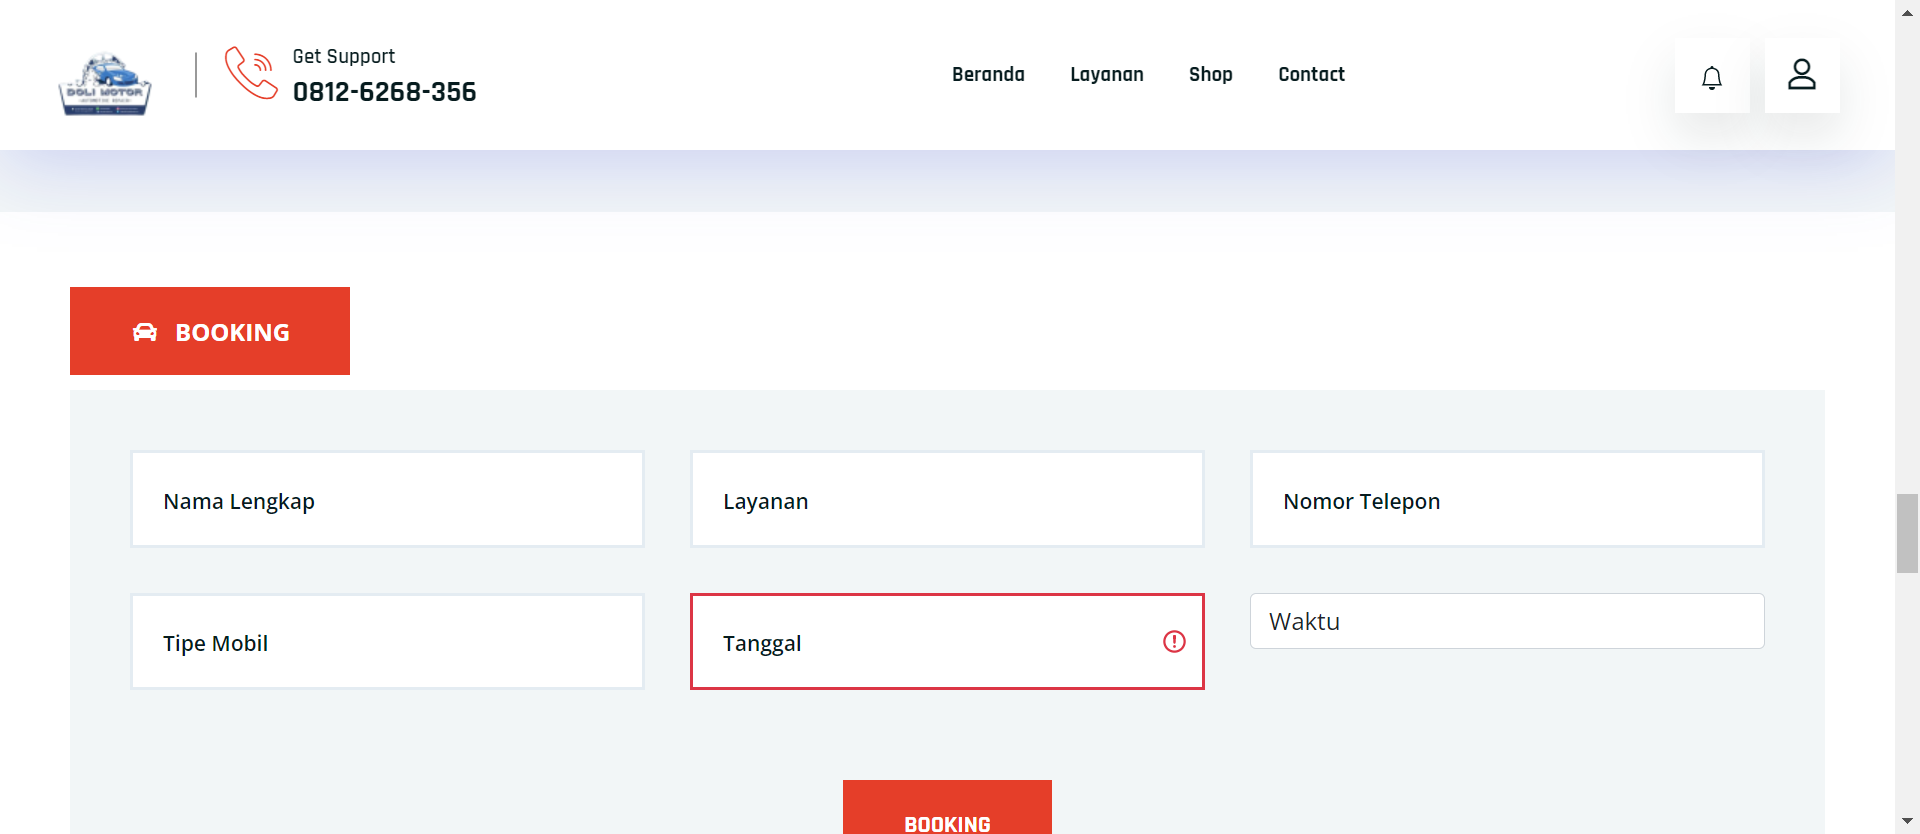 DOLI MOTOR
Get Support
0812-6268-356
Beranda
Layanan
Shop
Contact
BOOKING
Nama Lengkap
Layanan
Nomor Telepon
Tipe Mobil
Tanggal
Waktu
BOOKING